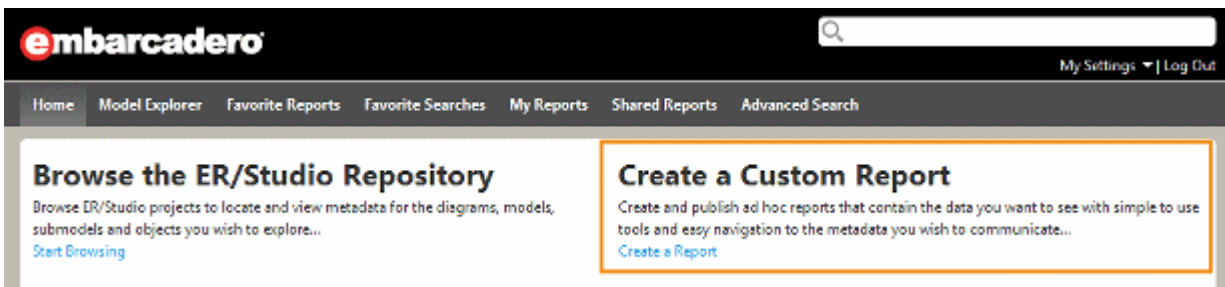 embarcadero
My Settings | Log Out
Home Model Explorer Favorite Reports Favorite Searches My Reports Shared Reports Advanced Search
Browse the ER/Studio Repository
Browse ER/Studio projects to locate and view metadata for the diagrams, models,
submodels and objects you wish to explore...
Start Browsing
Create a Custom Report
Create and publish ad hoc reports that contain the data you want to see with simple to use
tools and easy navigation to the metadata you wish to communicate...
Create a Report